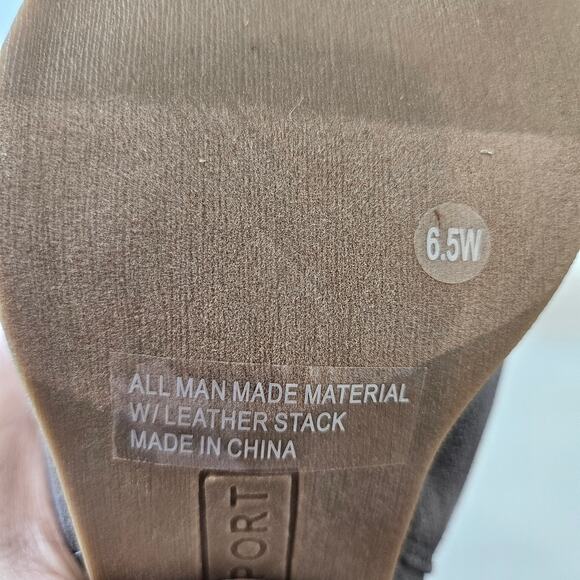 6.5W
ALL MAN MADE MATERIAL
W/ LEATHER STACK
MADE IN CHINA
PORT